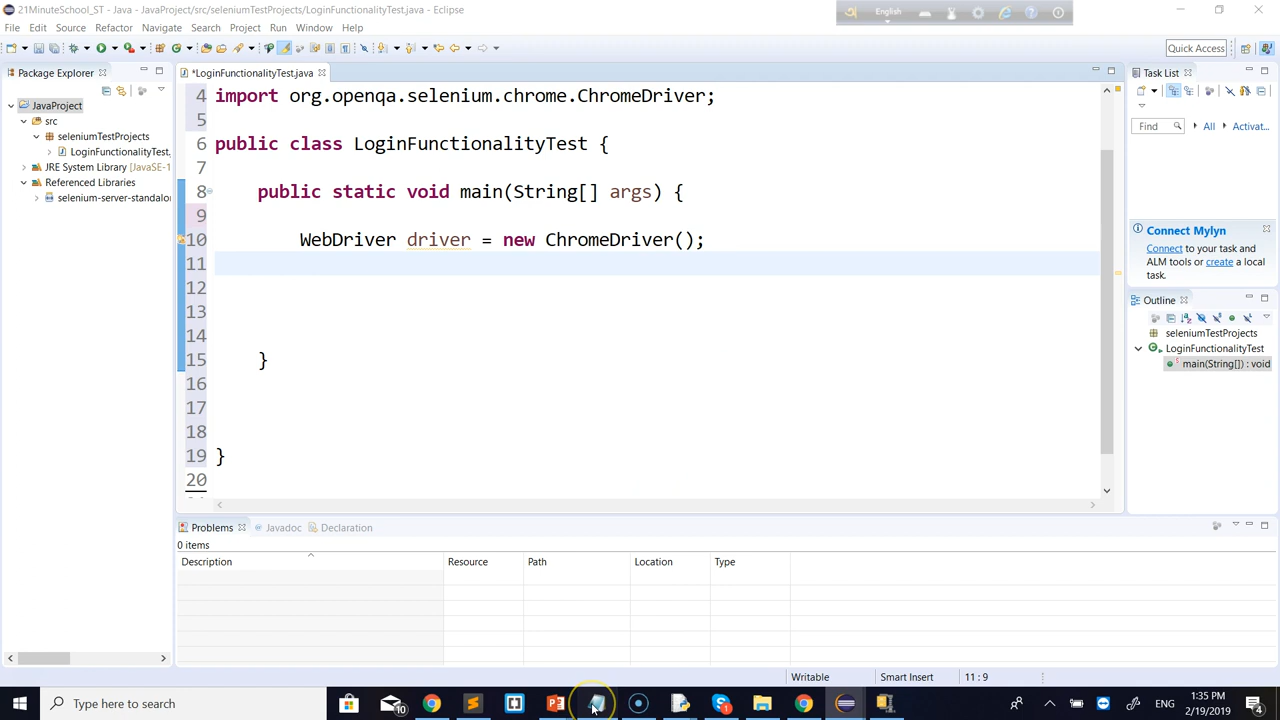 21MinuteSchool_ST - Java - JavaProject/src/seleniumTestProjects/LoginFunctionalityTest.java - Eclipse
English
File Edit Source Refactor Navigate Search Project Run Window Help
Quick Access
Package Explorer
*LoginFunctionalityTest.java
Task List
JavaProject
src
seleniumTestProjects
LoginFunctionalityTest.
JRE System Library [JavaSE-1
Referenced Libraries
selenium-server-standalor
4 import org.openqa.selenium.chrome.ChromeDriver;
5
6 public class LoginFunctionalityTest {
7
8 public static void main(String[] args) {
9
10 WebDriver driver = new ChromeDriver();
11
12
13
14
15 }
16
17
18
19 }
20
Find All Activat...
Connect Mylyn
Connect to your task and
ALM tools or create a local
task.
Outline
seleniumTestProjects
LoginFunctionalityTest
main(String[]) : void
Problems Javadoc Declaration
0 items
Description Resource Path Location Type
Writable Smart Insert 11 : 9
Type here to search
10
1
ENG
1:35 PM
2/19/2019
4